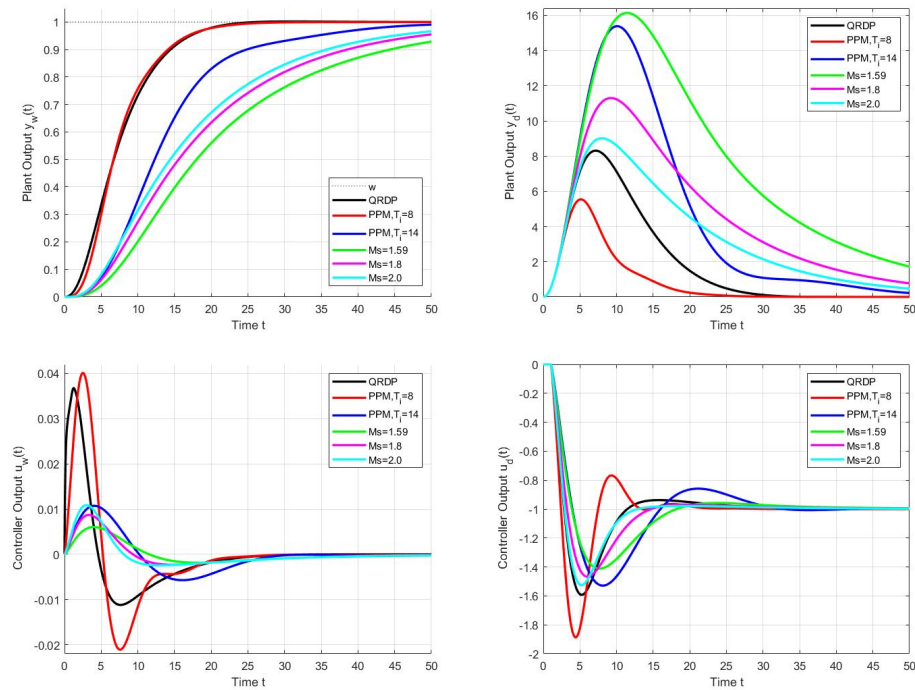 Plant Output y_w(t)
1
0.9
0.8
0.7
0.6
0.5
0.4
0.3
0.2
0.1
0
0 5 10 15 20 25 30 35 40 45 50
Time t
w
QRDP
PPM,T_i=8
PPM,T_i=14
Ms=1.59
Ms=1.8
Ms=2.0
Plant Output y_d(t)
16
14
12
10
8
6
4
2
0
0 5 10 15 20 25 30 35 40 45 50
Time t
QRDP
PPM,T_i=8
PPM,T_i=14
Ms=1.59
Ms=1.8
Ms=2.0
Controller Output u_w(t)
0.04
0.03
0.02
0.01
0
-0.01
-0.02
0 5 10 15 20 25 30 35 40 45 50
Time t
QRDP
PPM,T_i=8
PPM,T_i=14
Ms=1.59
Ms=1.8
Ms=2.0
Controller Output u_d(t)
0
-0.2
-0.4
-0.6
-0.8
-1
-1.2
-1.4
-1.6
-1.8
-2
0 5 10 15 20 25 30 35 40 45 50
Time t
QRDP
PPM,T_i=8
PPM,T_i=14
Ms=1.59
Ms=1.8
Ms=2.0